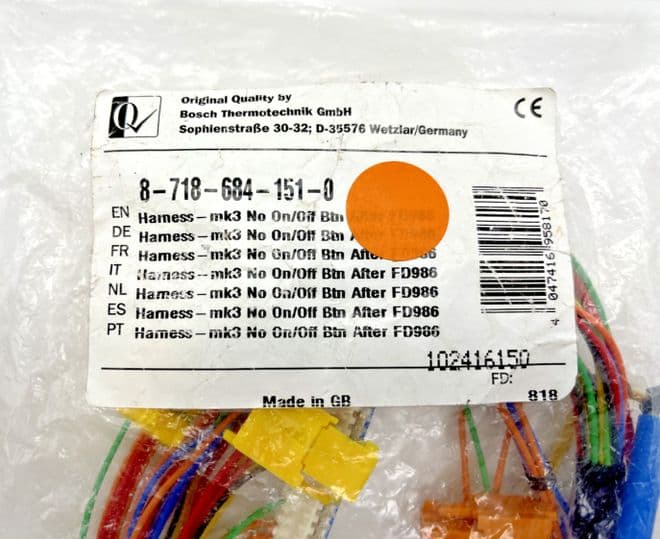 Q
Original Quality by
Bosch Thermotechnik GmbH
Sophienstraße 30-32; D-35576 Wetzlar/Germany
CE
8-718-684-151-0
EN Harness-mk3 No On/Off Btn After FD986
DE Harness-mk3 No On/Off Btn
FR Harness-mk3 No On/Off Btn After 86
IT Harness-mk3 No On/Off Btn After FD986
NL Harness-mk3 No On/Off Btn After FD986
ES Harness-mk3 No On/Off Btn After FD986
PT Harness-mk3 No On/Off Btn After FD986
4 047416 958170
102416150
FD:
Made in GB
818